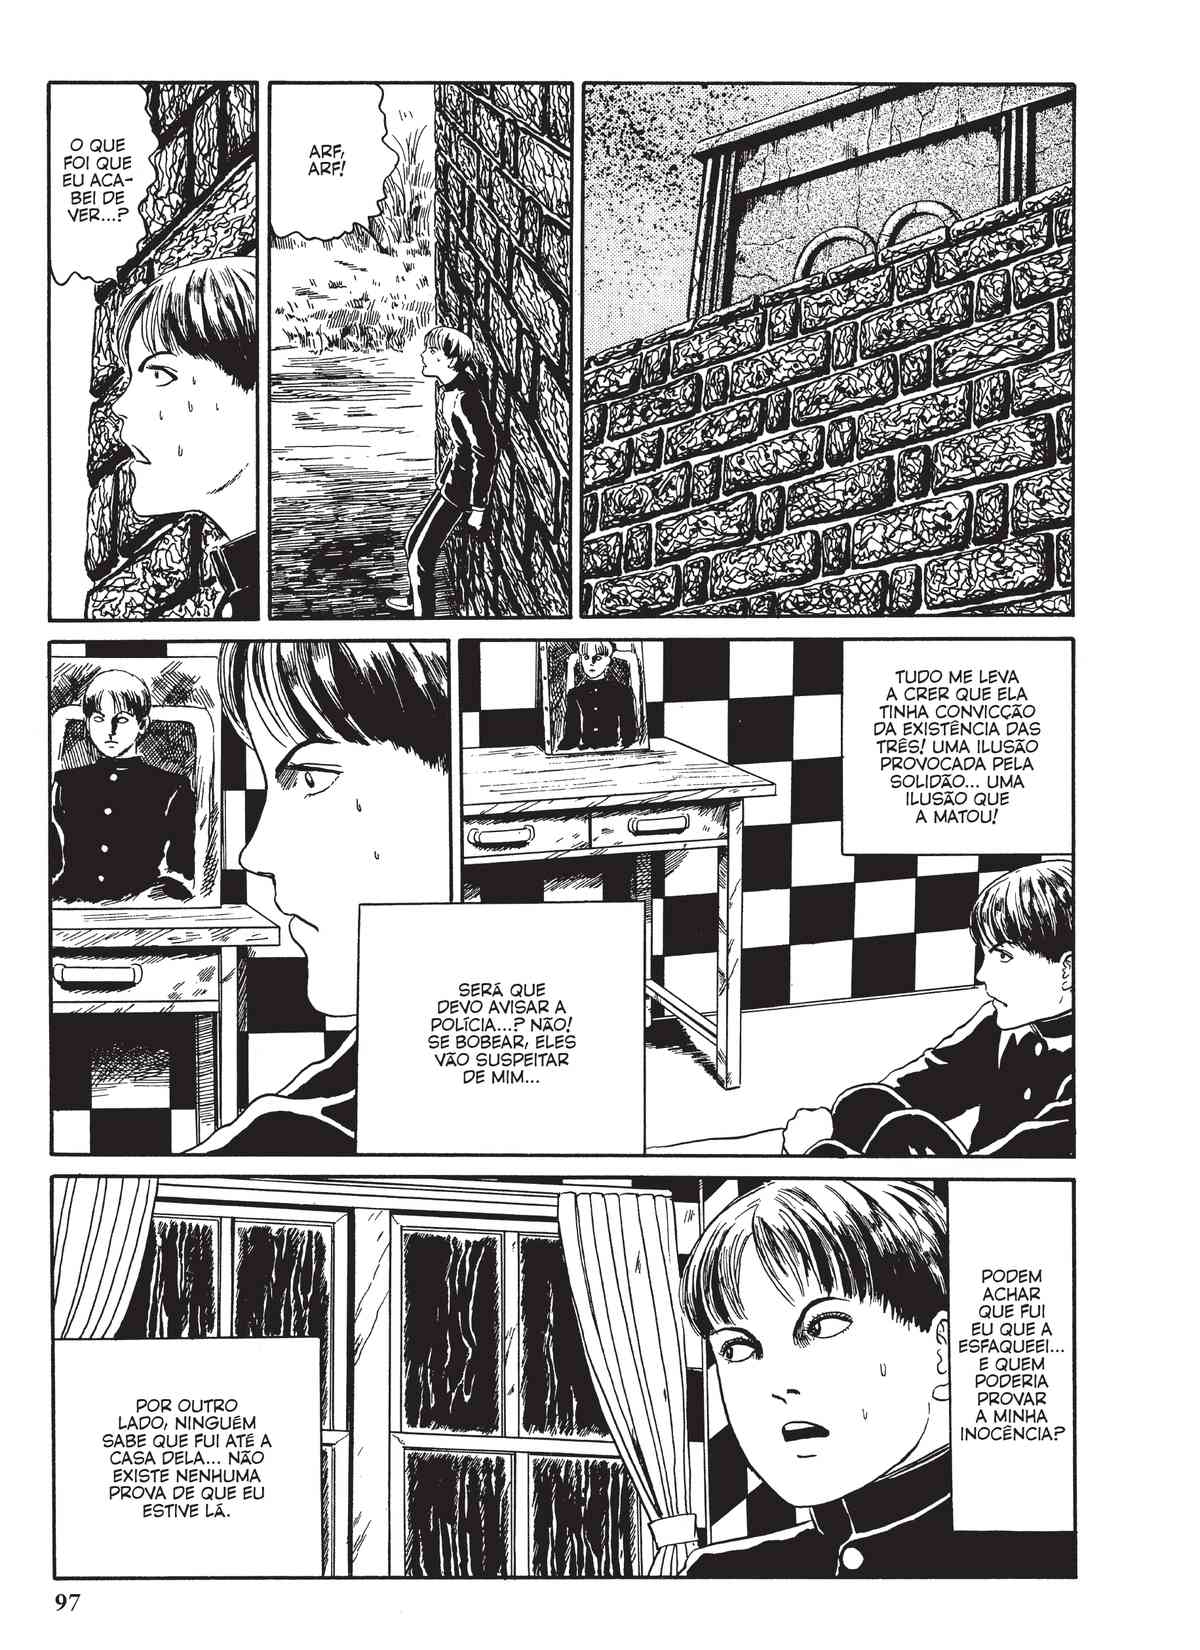 ARF,
ARF!
O QUE
FOI QUE
EU ACA-
BEI DE
VER...?
TUDO ME LEVA
A CRER QUE ELA
TINHA CONVICÇÃO
DA EXISTÊNCIA DAS
TRÊS! UMA ILUSÃO
PROVOCADA PELA
SOLIDÃO... UMA
ILUSÃO QUE
A MATOU!
SERÁ QUE
DEVO AVISAR A
POLÍCIA...? NÃO!
SE BOBEAR, ELES
VÃO SUSPEITAR
DE MIM...
PODEM
ACHAR
QUE FUI
EU QUE A
ESFAQUEEI...
E QUEM
PODERIA
PROVAR
A MINHA
INOCÊNCIA?
POR OUTRO
LADO, NINGUÉM
SABE QUE FUI ATÉ A
CASA DELA... NÃO
EXISTE NENHUMA
PROVA DE QUE EU
ESTIVE LÁ.
97